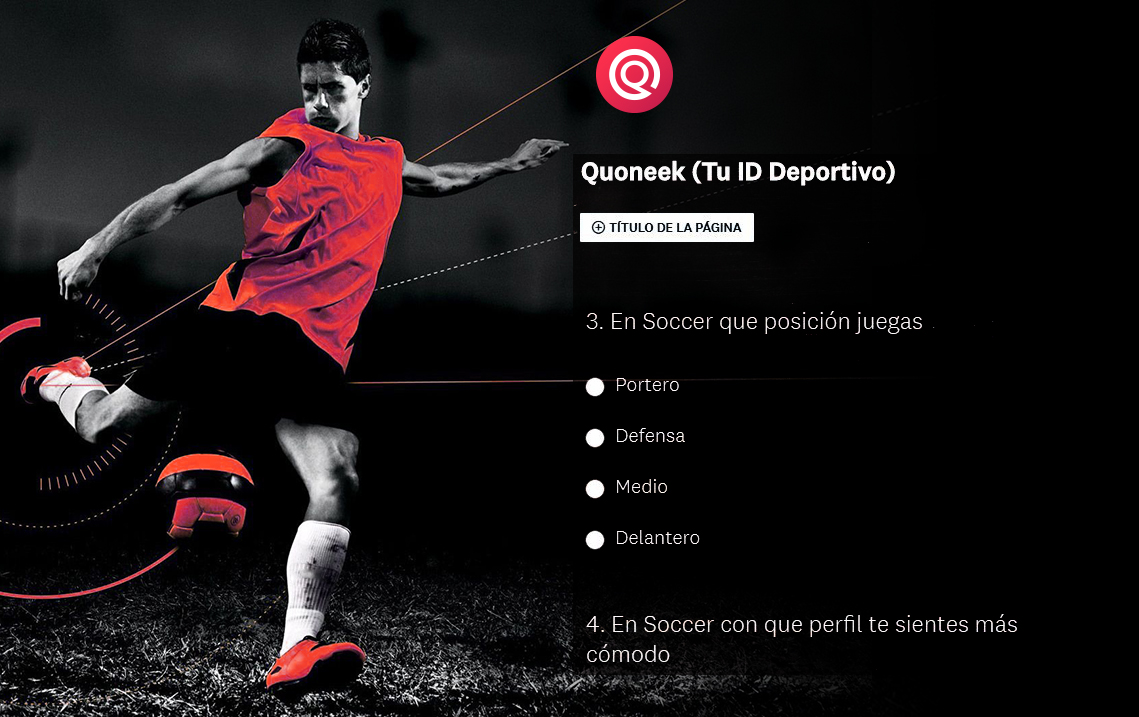 Quoneek (Tu ID Deportivo)
TÍTULO DE LA PÁGINA
3. En Soccer que posición juegas
Portero
Defensa
Medio
Delantero
4. En Soccer con que perfil te sientes más
cómodo